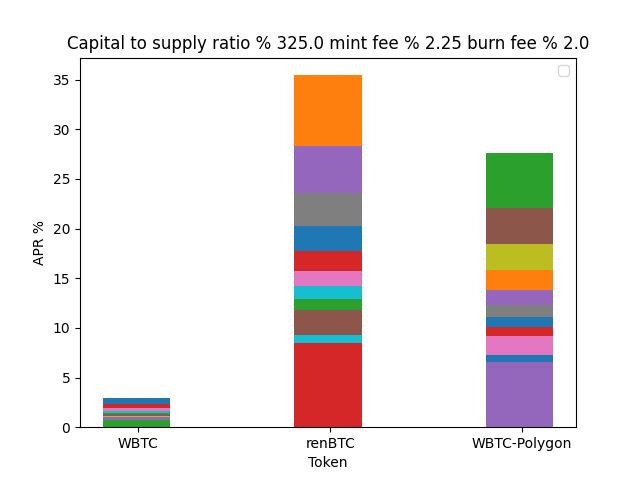 Capital to supply ratio % 325.0 mint fee % 2.25 burn fee % 2.0
35
30
25
20
15
10
5
0
APR %
WBTC renBTC WBTC-Polygon
Token